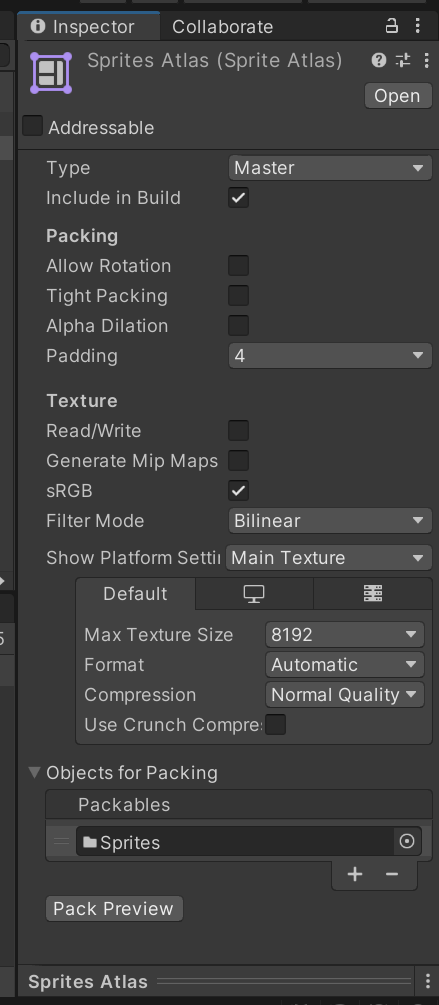 Inspector Collaborate
Sprites Atlas (Sprite Atlas)
Open
Addressable
Type Master
Include in Build
Packing
Allow Rotation
Tight Packing
Alpha Dilation
Padding 4
Texture
Read/Write
Generate Mip Maps
sRGB
Filter Mode Bilinear
Show Platform Setti Main Texture
Default
Max Texture Size 8192
Format Automatic
Compression Normal Quality
Use Crunch Compre
Objects for Packing
Packables
Sprites
Pack Preview
Sprites Atlas